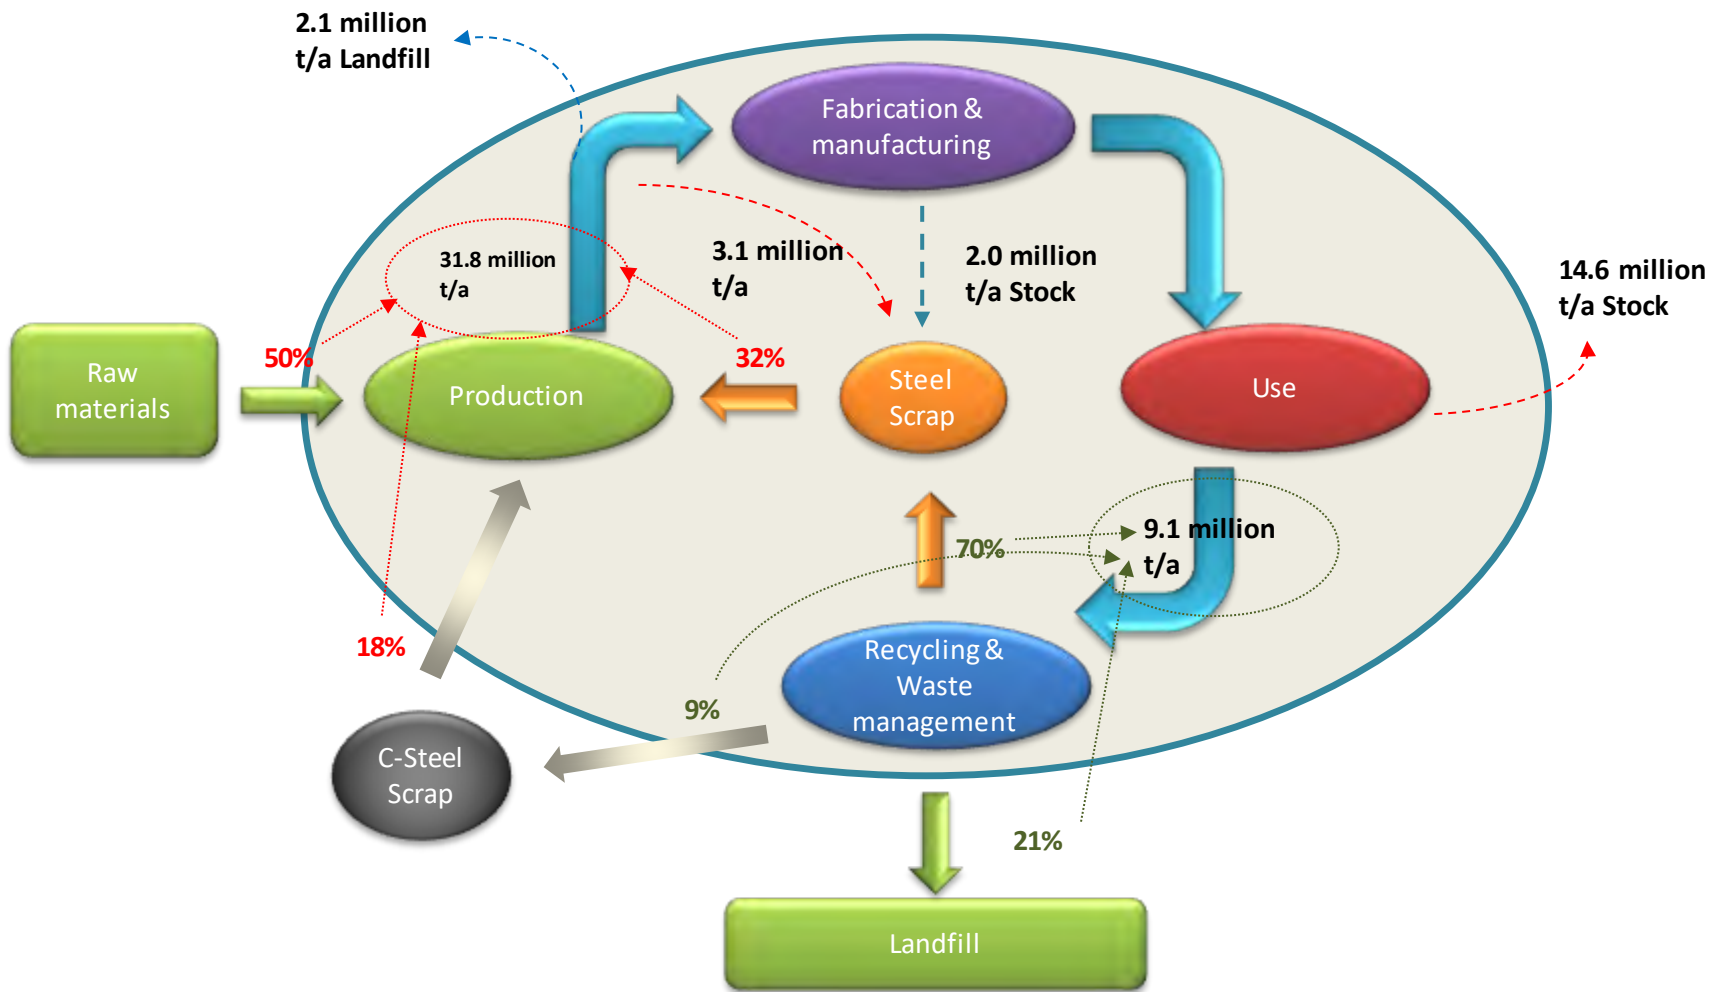 2.1 million
t/a Landfill
Fabrication &
manufacturing
31.8 million
t/a
3.1 million
t/a
2.0 million
t/a Stock
14.6 million
t/a Stock
Raw
materials
50%
Production
32%
Steel
Scrap
Use
18%
70%
9.1 million
t/a
Recycling &
Waste
management
9%
C-Steel
Scrap
21%
Landfill